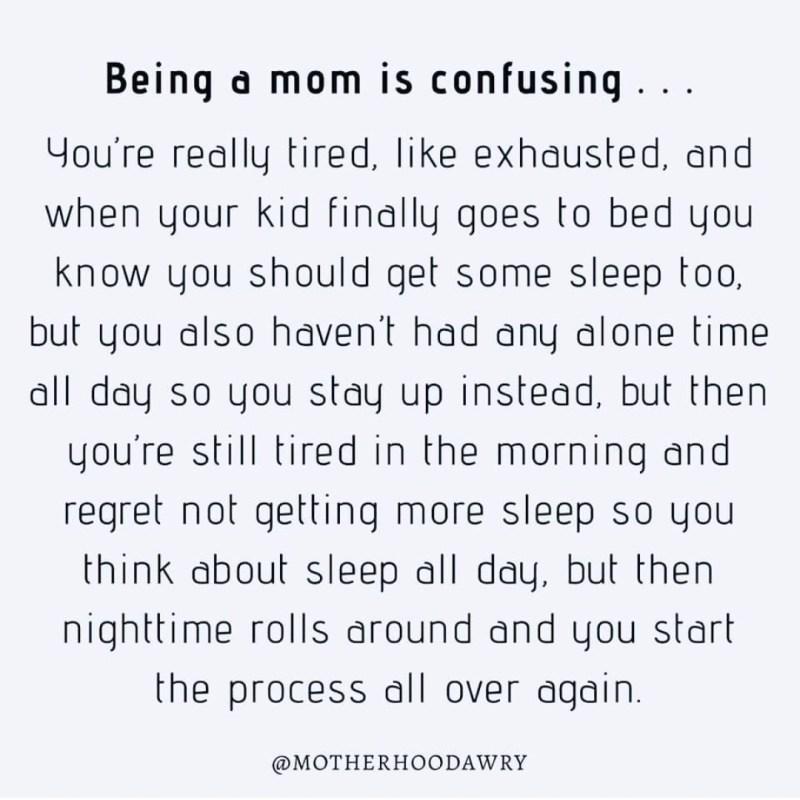 Being a mom is confusing . . .
You're really tired, like exhausted, and
when your kid finally goes to bed you
know you should get some sleep too,
but you also haven't had any alone time
all day so you stay up instead, but then
you're still tired in the morning and
regret not getting more sleep so you
think about sleep all day, but then
nighttime rolls around and you start
the process all over again.
@MOTHERHOODAWRY